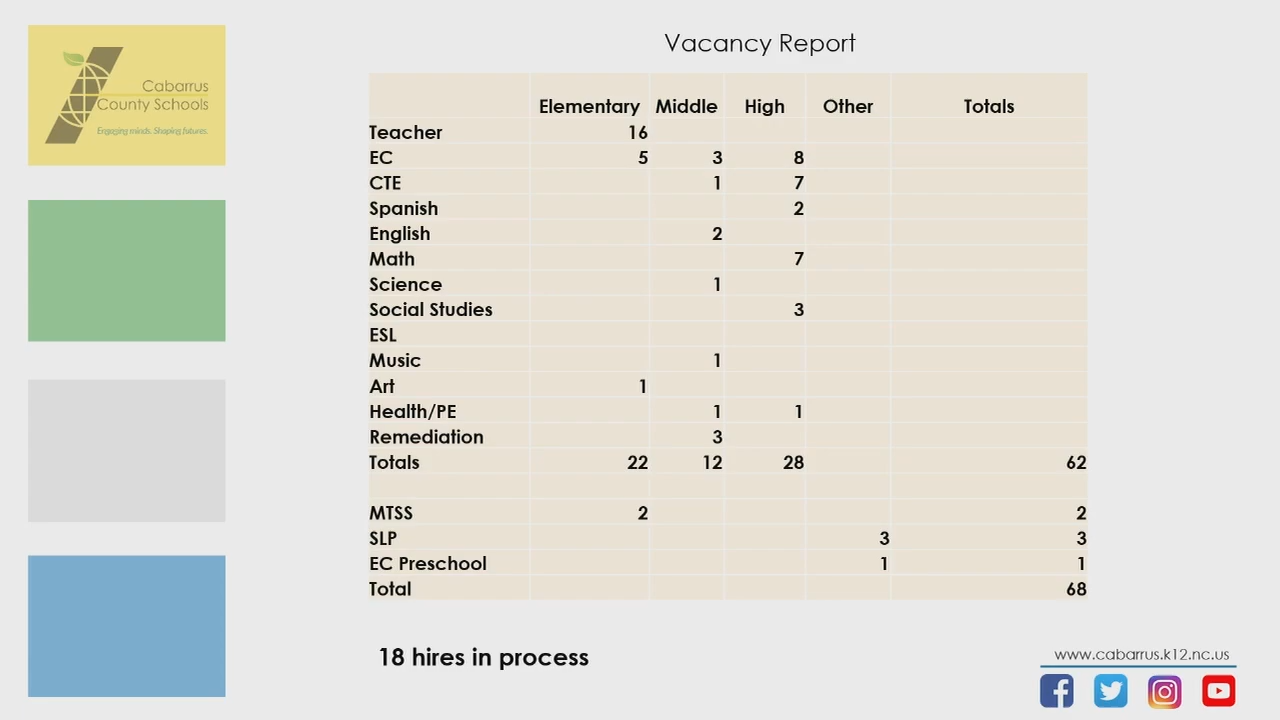 Cabarrus
County Schools
Engaging minds. Shaping futures.
Vacancy Report
Elementary Middle High Other Totals
Teacher 16
EC 5 3 8
CTE 1 7
Spanish 2
English 2
Math 7
Science 1
Social Studies 3
ESL
Music 1
Art 1
Health/PE 1 1
Remediation 3
Totals 22 12 28 62
MTSS 2 2
SLP 3 3
EC Preschool 1 1
Total 68
18 hires in process
www.cabarrus.k12.nc.us